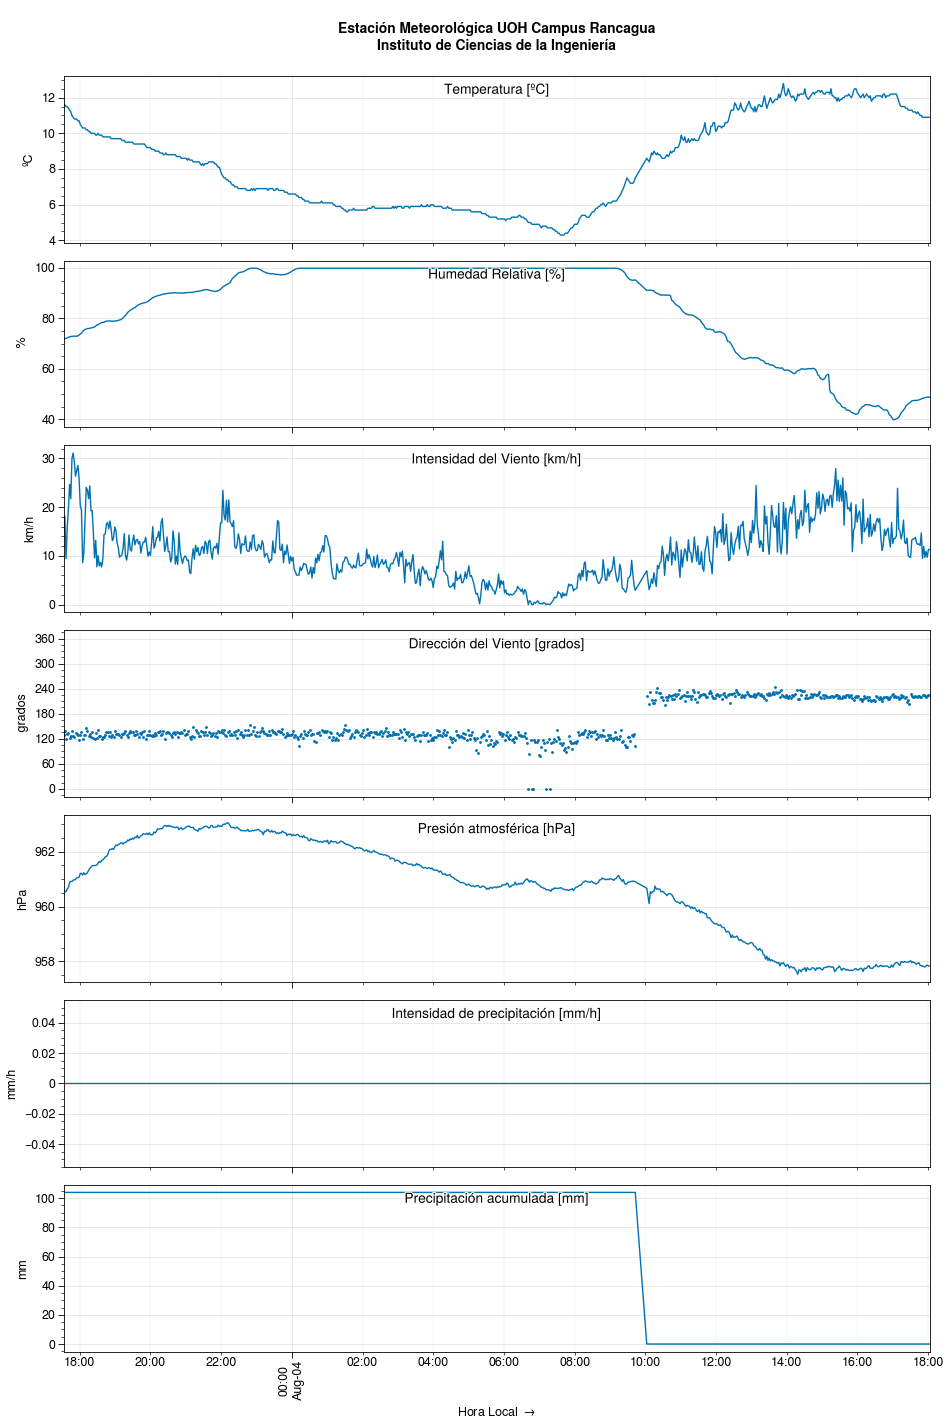 Estación Meteorológica UOH Campus Rancagua
Instituto de Ciencias de la Ingeniería
Temperatura [ºC]
ºC
12
10
8
6
4
Humedad Relativa [%]
%
100
80
60
40
Intensidad del Viento [km/h]
km/h
30
20
10
0
Dirección del Viento [grados]
grados
360
300
240
180
120
60
0
Presión atmosférica [hPa]
hPa
962
960
958
Intensidad de precipitación [mm/h]
mm/h
0.04
0.02
0
−0.02
−0.04
Precipitación acumulada [mm]
mm
100
80
60
40
20
0
18:00 20:00 22:00 00:00 02:00 04:00 06:00 08:00 10:00 12:00 14:00 16:00 18:00
Aug-04
Hora Local →